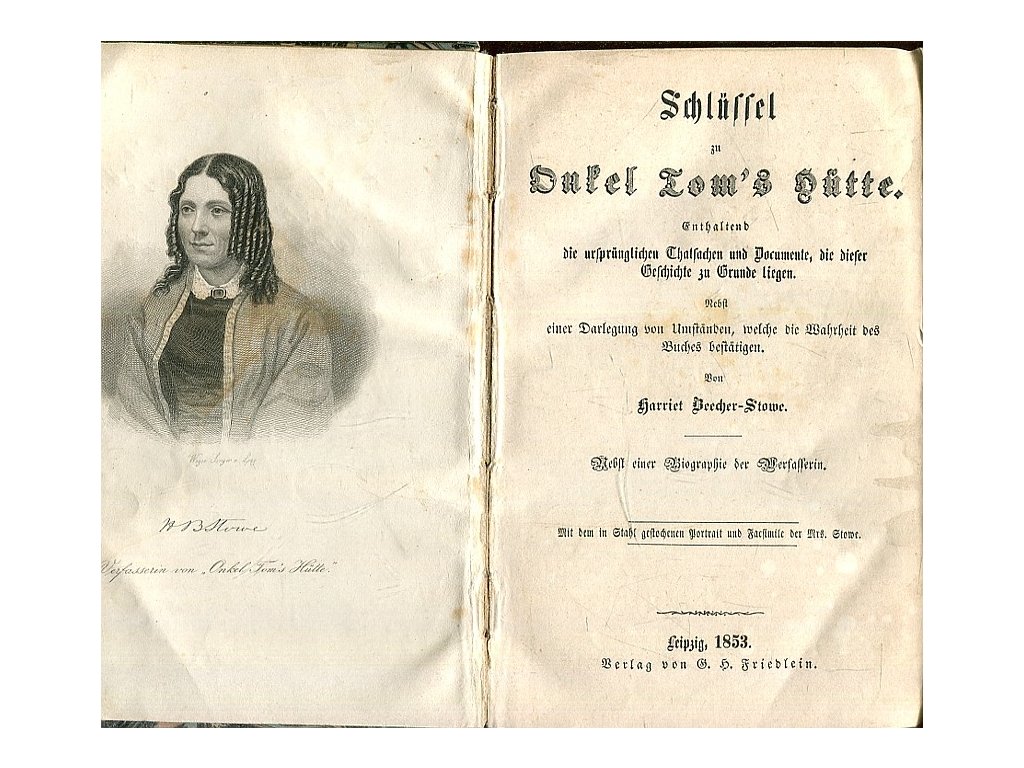 H B Stowe
Verfasserin von „Onkel Tom's Hütte."
Schlüssel
zu
Onkel Tom's Hütte.
Enthaltend
die ursprünglichen Thatsachen und Documente, die dieser
Geschichte zu Grunde liegen.
Nebst
einer Darlegung von Umständen, welche die Wahrheit des
Buches bestätigen.
Von
Harriet Beecher-Stowe.
Nebst einer Biographie der Verfasserin.
Mit dem in Stahl gestochenen Portrait und Facsimile der Mrs. Stowe.
Leipzig, 1853.
Verlag von G. H. Friedlein.